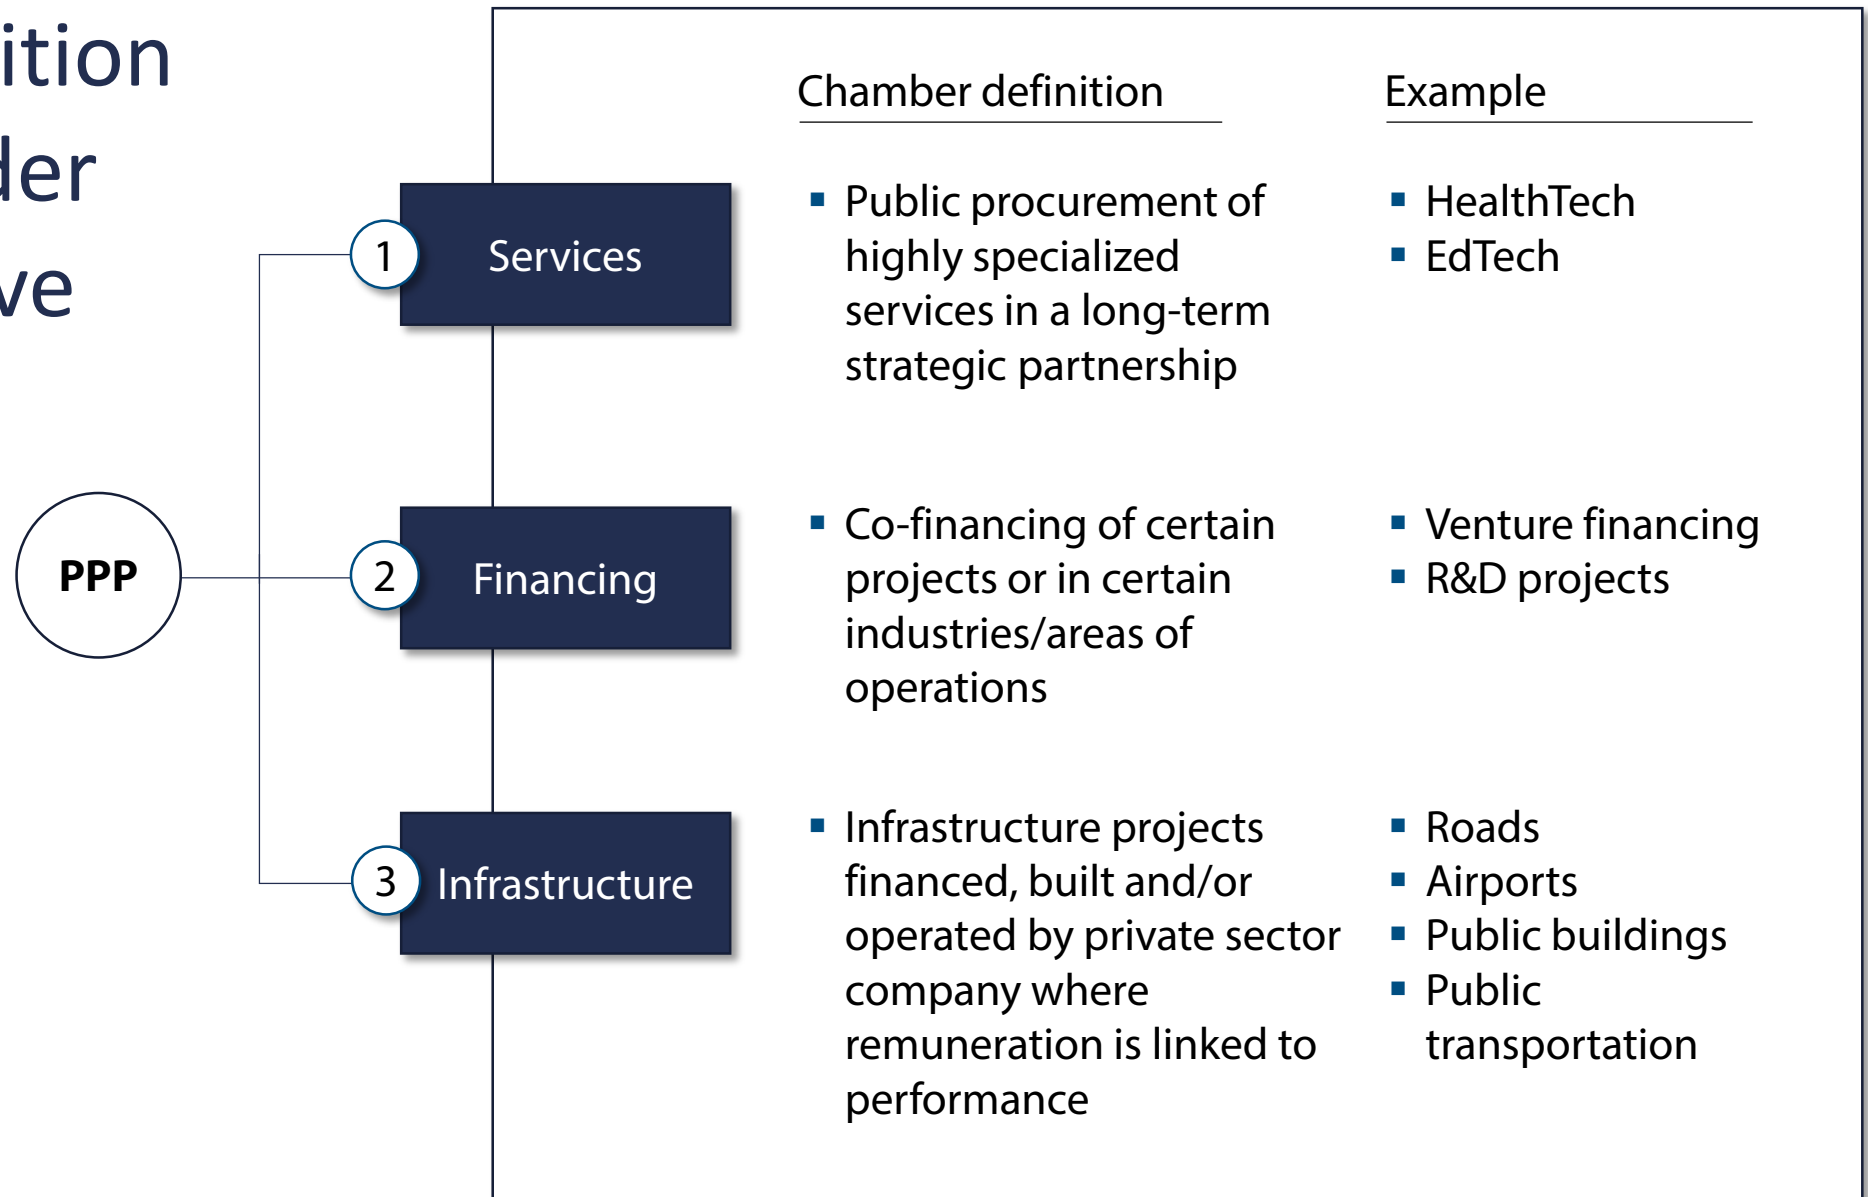 ition
der
ve
Chamber definition
Example
PPP
1
Services
▪ Public procurement of
highly specialized
services in a long-term
strategic partnership
▪ HealthTech
▪ EdTech
2
Financing
▪ Co-financing of certain
projects or in certain
industries/areas of
operations
▪ Venture financing
▪ R&D projects
3
Infrastructure
▪ Infrastructure projects
financed, built and/or
operated by private sector
company where
remuneration is linked to
performance
▪ Roads
▪ Airports
▪ Public buildings
▪ Public
transportation